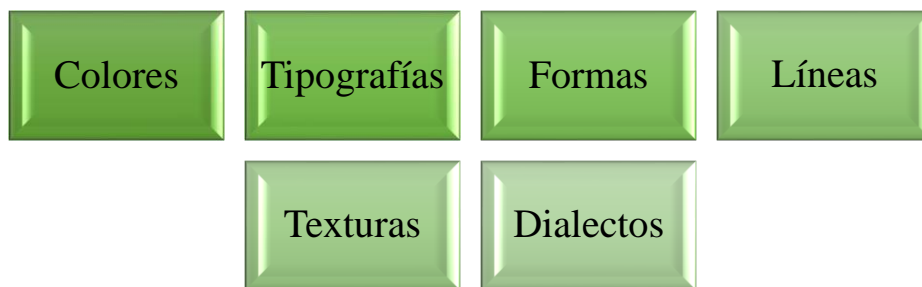 Colores
Tipografías
Formas
Líneas
Texturas
Dialectos